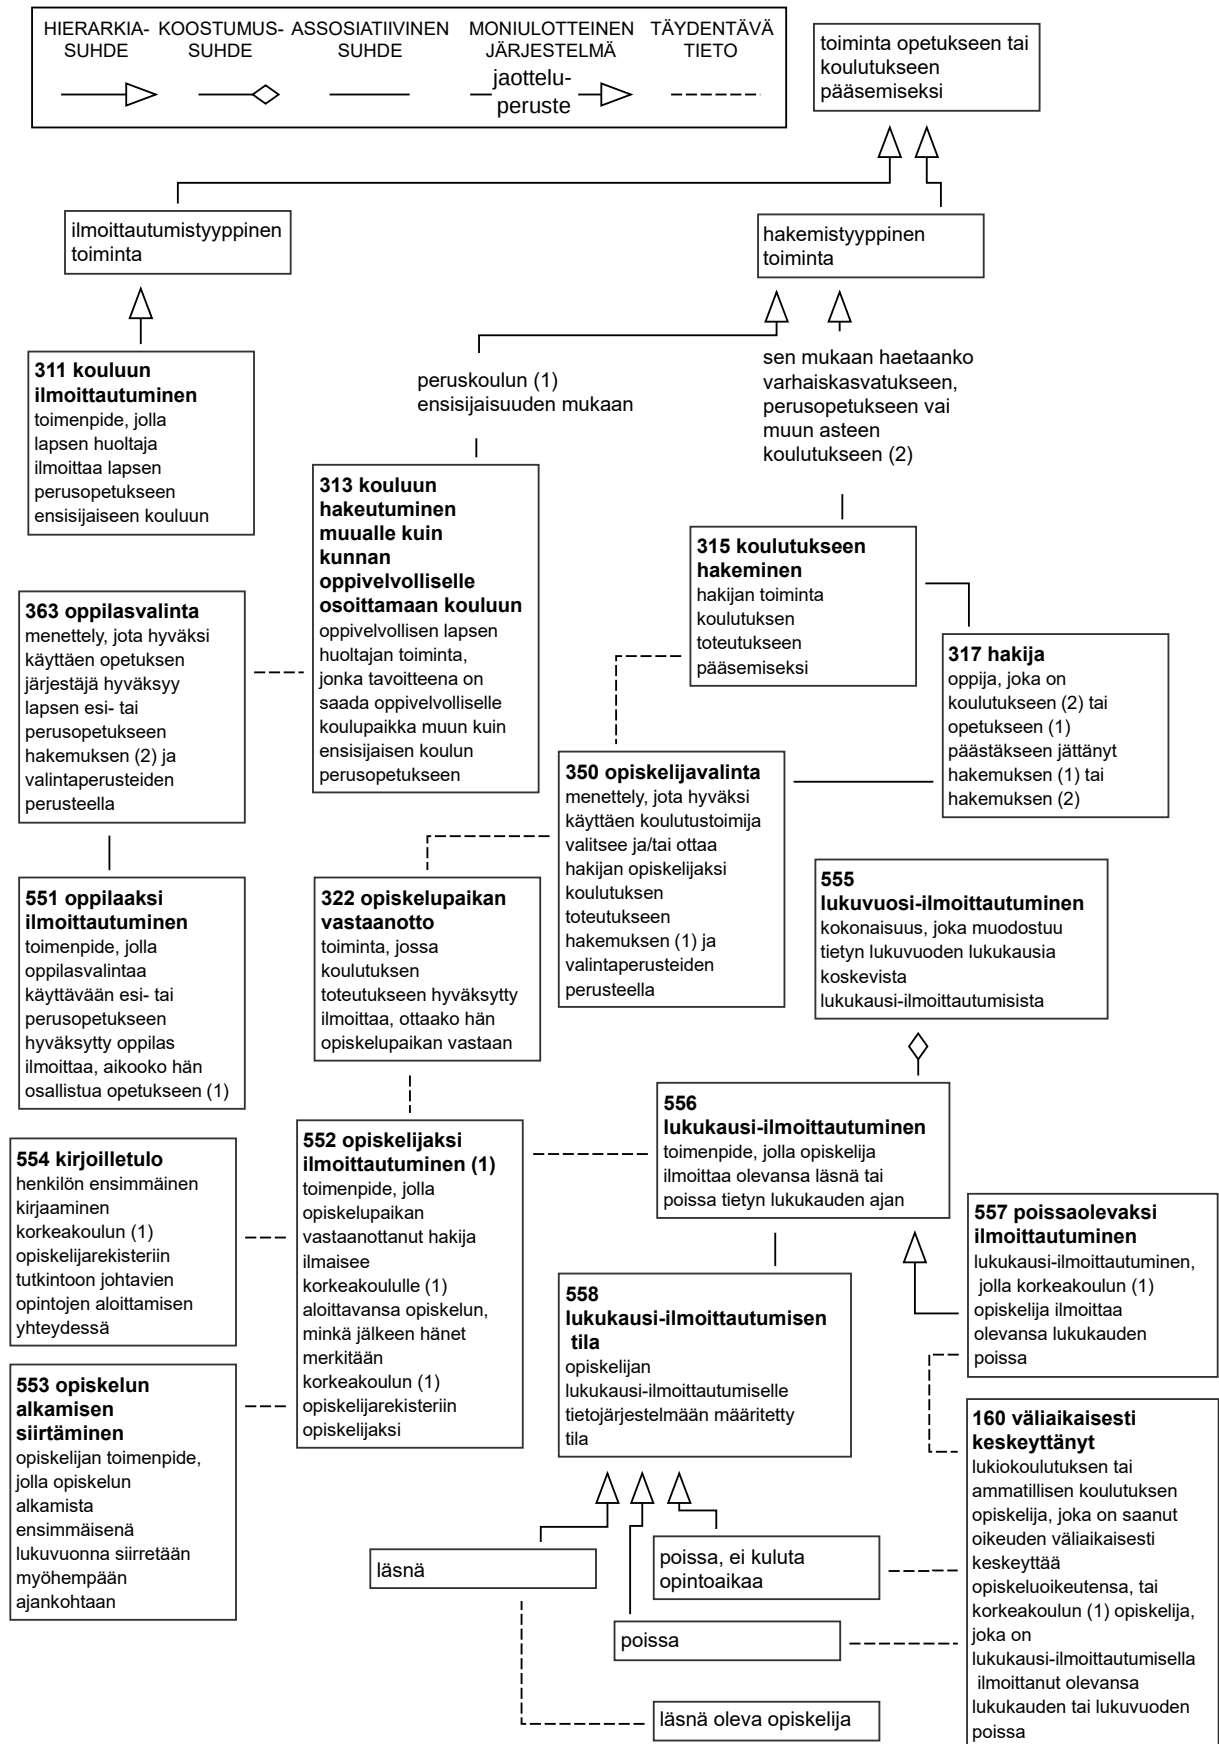 HIERARKIA-
SUHDE
KOOSTUMUS-
SUHDE
ASSOSIATIIVINEN
SUHDE
MONIULOTTEINEN
JÄRJESTELMÄ
jaottelu-
peruste
TÄYDENTÄVÄ
TIETO
toiminta opetukseen tai
koulutukseen
pääsemiseksi
ilmoittautumistyyppinen
toiminta
hakemistyyppinen
toiminta
311 kouluun
ilmoittautuminen
toimenpide, jolla
lapsen huoltaja
ilmoittaa lapsen
perusopetukseen
ensisijaiseen kouluun
peruskoulun (1)
ensisijaisuuden mukaan
sen mukaan haetaanko
varhaiskasvatukseen,
perusopetukseen vai
muun asteen
koulutukseen (2)
313 kouluun
hakeutuminen
muualle kuin
kunnan
oppivelvolliselle
osoittamaan kouluun
oppivelvollisen lapsen
huoltajan toiminta,
jonka tavoitteena on
saada oppivelvolliselle
koulupaikka muun kuin
ensisijaisen koulun
perusopetukseen
315 koulutukseen
hakeminen
hakijan toiminta
koulutuksen
toteutukseen
pääsemiseksi
363 oppilasvalinta
menettely, jota hyväksi
käyttäen opetuksen
järjestäjä hyväksyy
lapsen esi- tai
perusopetukseen
hakemuksen (2) ja
valintaperusteiden
perusteella
317 hakija
oppija, joka on
koulutukseen (2) tai
opetukseen (1)
päästäkseen jättänyt
hakemuksen (1) tai
hakemuksen (2)
350 opiskelijavalinta
menettely, jota hyväksi
käyttäen koulutustoimija
valitsee ja/tai ottaa
hakijan opiskelijaksi
koulutuksen
toteutukseen
hakemuksen (1) ja
valintaperusteiden
perusteella
551 oppilaaksi
ilmoittautuminen
toimenpide, jolla
oppilasvalintaa
käyttävään esi- tai
perusopetukseen
hyväksytty oppilas
ilmoittaa, aikooko hän
osallistua opetukseen (1)
322 opiskelupaikan
vastaanotto
toiminta, jossa
koulutuksen
toteutukseen hyväksytty
ilmoittaa, ottaako hän
opiskelupaikan vastaan
555
lukuvuosi-ilmoittautuminen
kokonaisuus, joka muodostuu
tietyn lukuvuoden lukukausia
koskevista
lukukausi-ilmoittautumisista
556
lukukausi-ilmoittautuminen
toimenpide, jolla opiskelija
ilmoittaa olevansa läsnä tai
poissa tietyn lukukauden ajan
552 opiskelijaksi
ilmoittautuminen (1)
toimenpide, jolla
opiskelupaikan
vastaanottanut hakija
ilmaisee
korkeakoululle (1)
aloittavansa opiskelun,
minkä jälkeen hänet
merkitään
korkeakoulun (1)
opiskelijarekisteriin
opiskelijaksi
554 kirjoilletulo
henkilön ensimmäinen
kirjaaminen
korkeakoulun (1)
opiskelijarekisteriin
tutkintoon johtavien
opintojen aloittamisen
yhteydessä
557 poissaolevaksi
ilmoittautuminen
lukukausi-ilmoittautuminen,
jolla korkeakoulun (1)
opiskelija ilmoittaa
olevansa lukukauden
poissa
558
lukukausi-ilmoittautumisen
tila
opiskelijan
lukukausi-ilmoittautumiselle
tietojärjestelmään määritetty
tila
553 opiskelun
alkamisen
siirtäminen
opiskelijan toimenpide,
jolla opiskelun
alkamista
ensimmäisenä
lukuvuonna siirretään
myöhempään
ajankohtaan
160 väliaikaisesti
keskeyttänyt
lukiokoulutuksen tai
ammatillisen koulutuksen
opiskelija, joka on saanut
oikeuden väliaikaisesti
keskeyttää
opiskeluoikeutensa, tai
korkeakoulun (1) opiskelija,
joka on
lukukausi-ilmoittautumisella
ilmoittanut olevansa
lukukauden tai lukuvuoden
poissa
läsnä
poissa, ei kuluta
opintoaikaa
poissa
läsnä oleva opiskelija